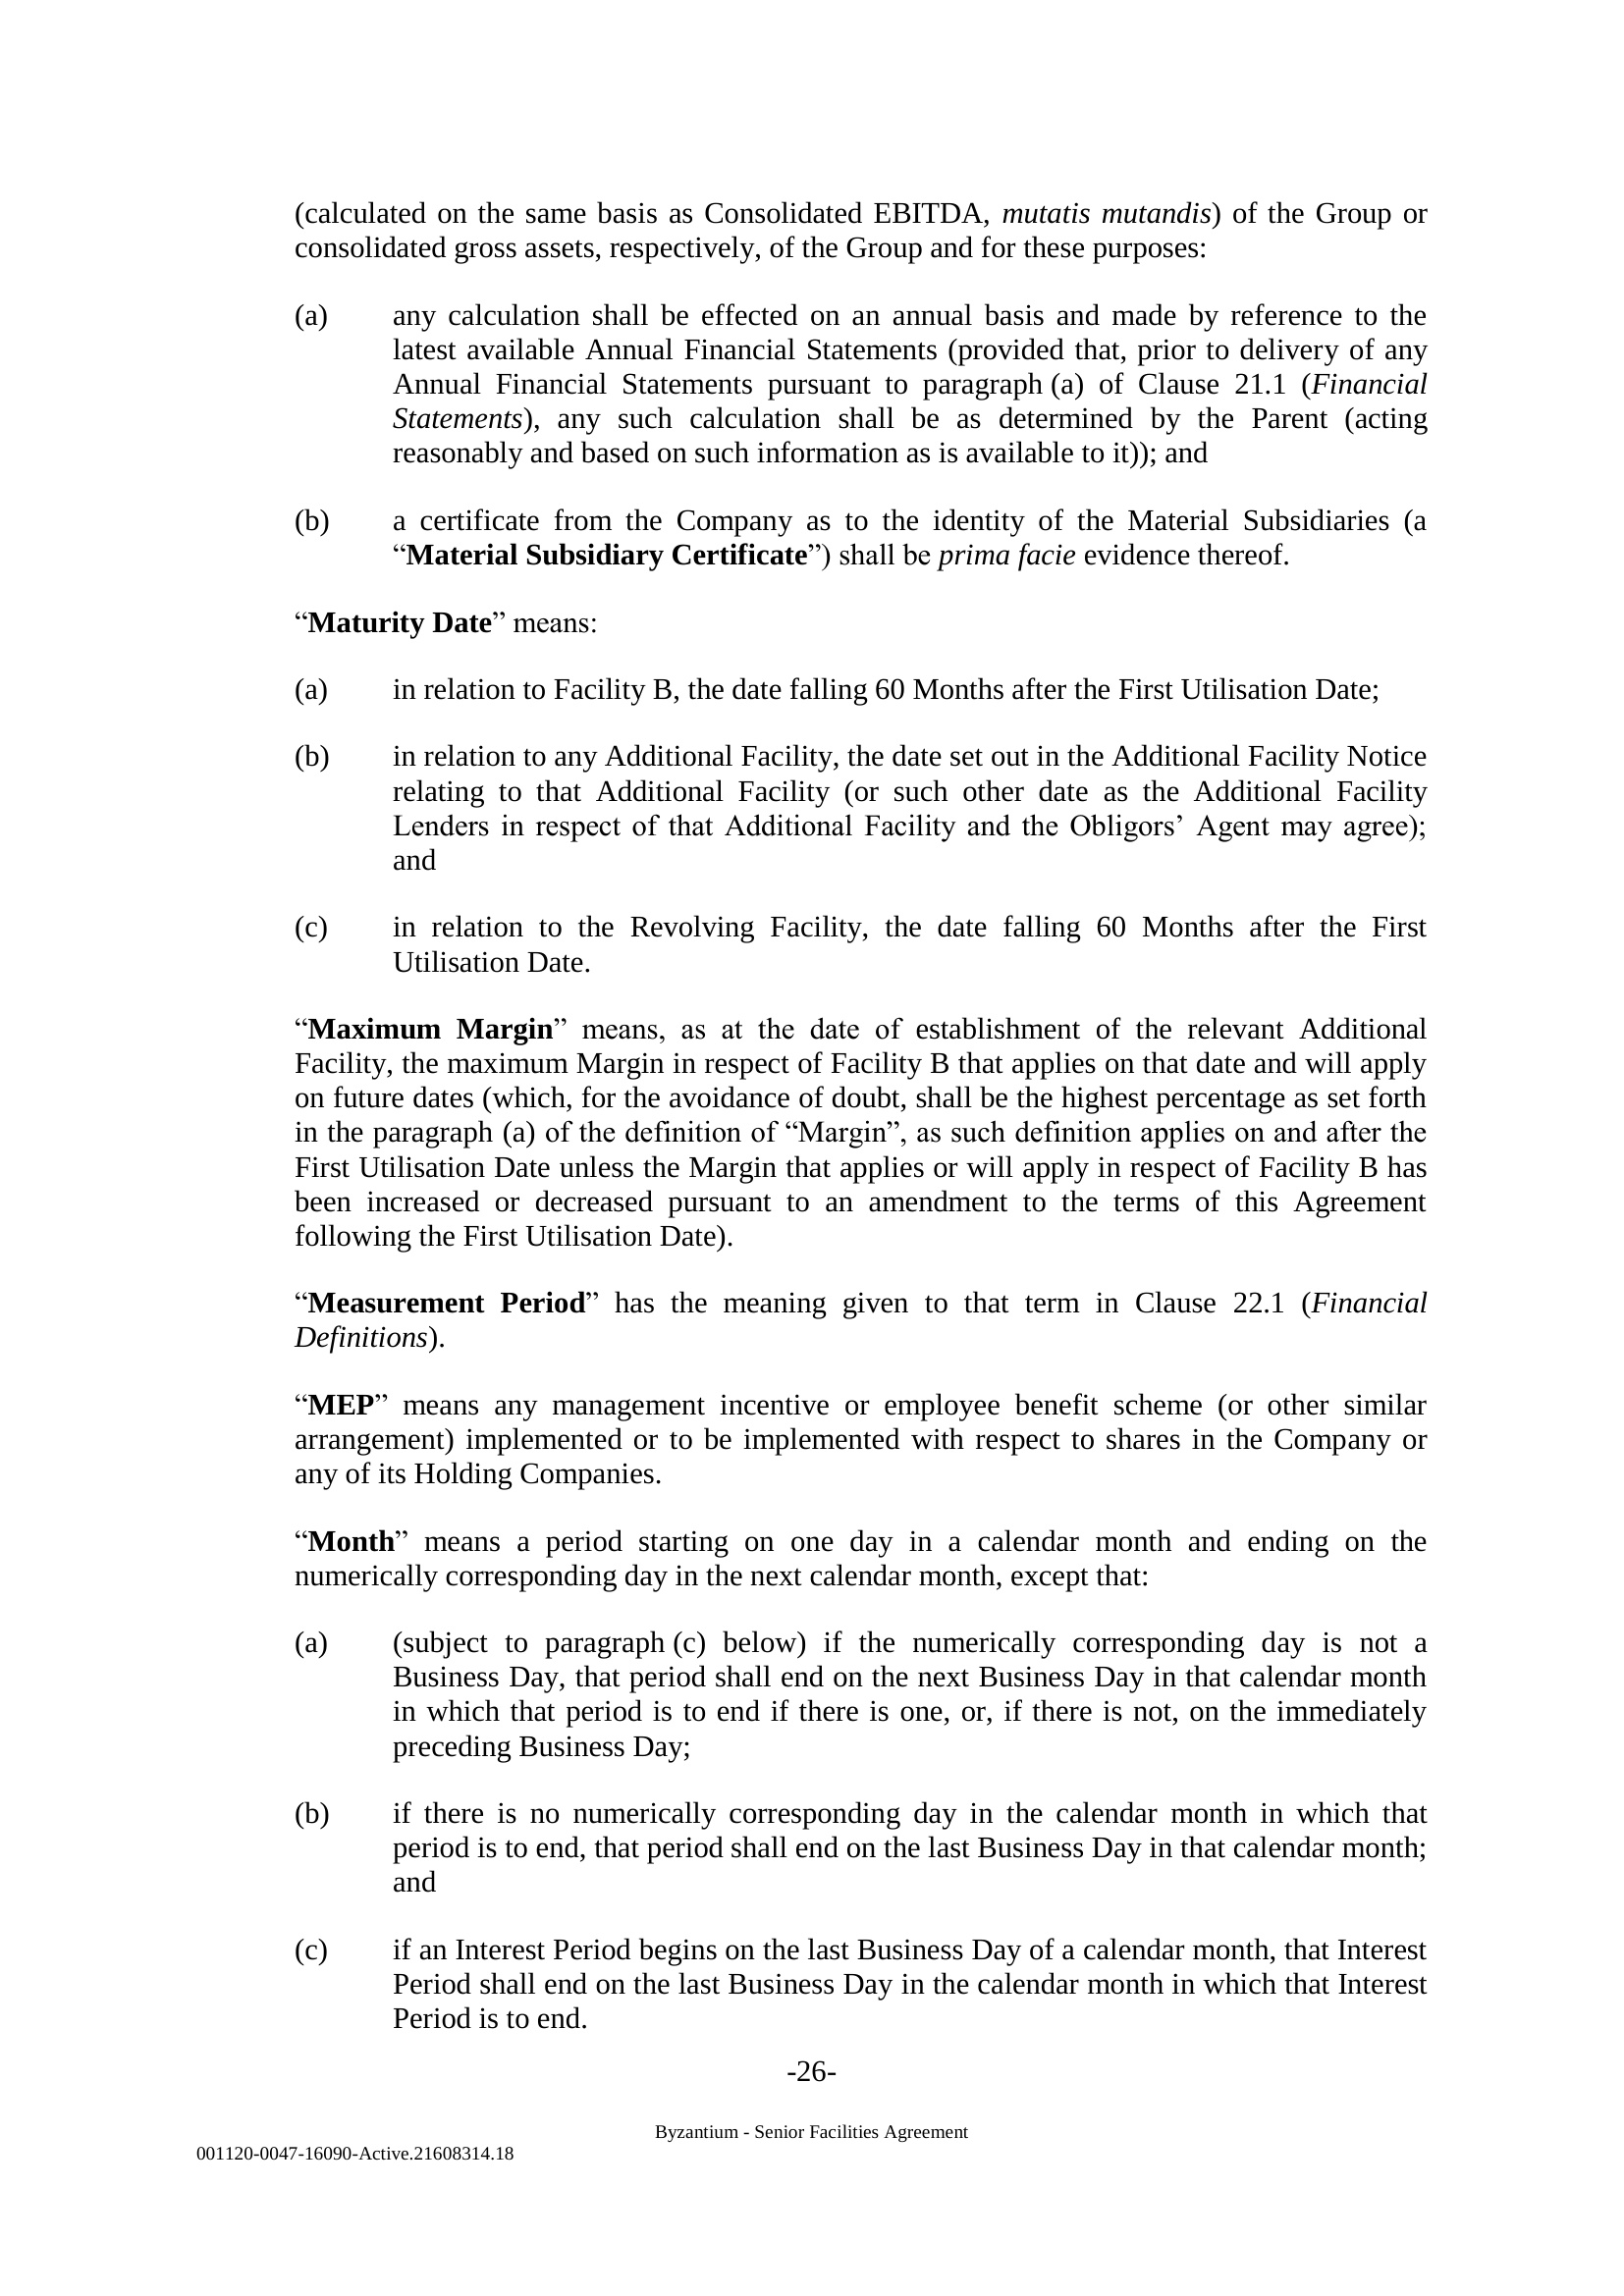 (calculated on the same basis as Consolidated EBITDA, mutatis mutandis) of the Group or
consolidated gross assets, respectively, of the Group and for these purposes:
(a) any calculation shall be effected on an annual basis and made by reference to the
latest available Annual Financial Statements (provided that, prior to delivery of any
Annual Financial Statements pursuant to paragraph (a) of Clause 21.1 (Financial
Statements), any such calculation shall be as determined by the Parent (acting
reasonably and based on such information as is available to it)); and
(b) a certificate from the Company as to the identity of the Material Subsidiaries (a
“Material Subsidiary Certificate”) shall be prima facie evidence thereof.
“Maturity Date” means:
(a) in relation to Facility B, the date falling 60 Months after the First Utilisation Date;
(b) in relation to any Additional Facility, the date set out in the Additional Facility Notice
relating to that Additional Facility (or such other date as the Additional Facility
Lenders in respect of that Additional Facility and the Obligors’ Agent may agree);
and
(c) in relation to the Revolving Facility, the date falling 60 Months after the First
Utilisation Date.
“Maximum Margin” means, as at the date of establishment of the relevant Additional
Facility, the maximum Margin in respect of Facility B that applies on that date and will apply
on future dates (which, for the avoidance of doubt, shall be the highest percentage as set forth
in the paragraph (a) of the definition of “Margin”, as such definition applies on and after the
First Utilisation Date unless the Margin that applies or will apply in respect of Facility B has
been increased or decreased pursuant to an amendment to the terms of this Agreement
following the First Utilisation Date).
“Measurement Period” has the meaning given to that term in Clause 22.1 (Financial
Definitions).
“MEP” means any management incentive or employee benefit scheme (or other similar
arrangement) implemented or to be implemented with respect to shares in the Company or
any of its Holding Companies.
“Month” means a period starting on one day in a calendar month and ending on the
numerically corresponding day in the next calendar month, except that:
(a) (subject to paragraph (c) below) if the numerically corresponding day is not a
Business Day, that period shall end on the next Business Day in that calendar month
in which that period is to end if there is one, or, if there is not, on the immediately
preceding Business Day;
(b) if there is no numerically corresponding day in the calendar month in which that
period is to end, that period shall end on the last Business Day in that calendar month;
and
(c) if an Interest Period begins on the last Business Day of a calendar month, that Interest
Period shall end on the last Business Day in the calendar month in which that Interest
Period is to end.
-26-
Byzantium - Senior Facilities Agreement
001120-0047-16090-Active.21608314.18